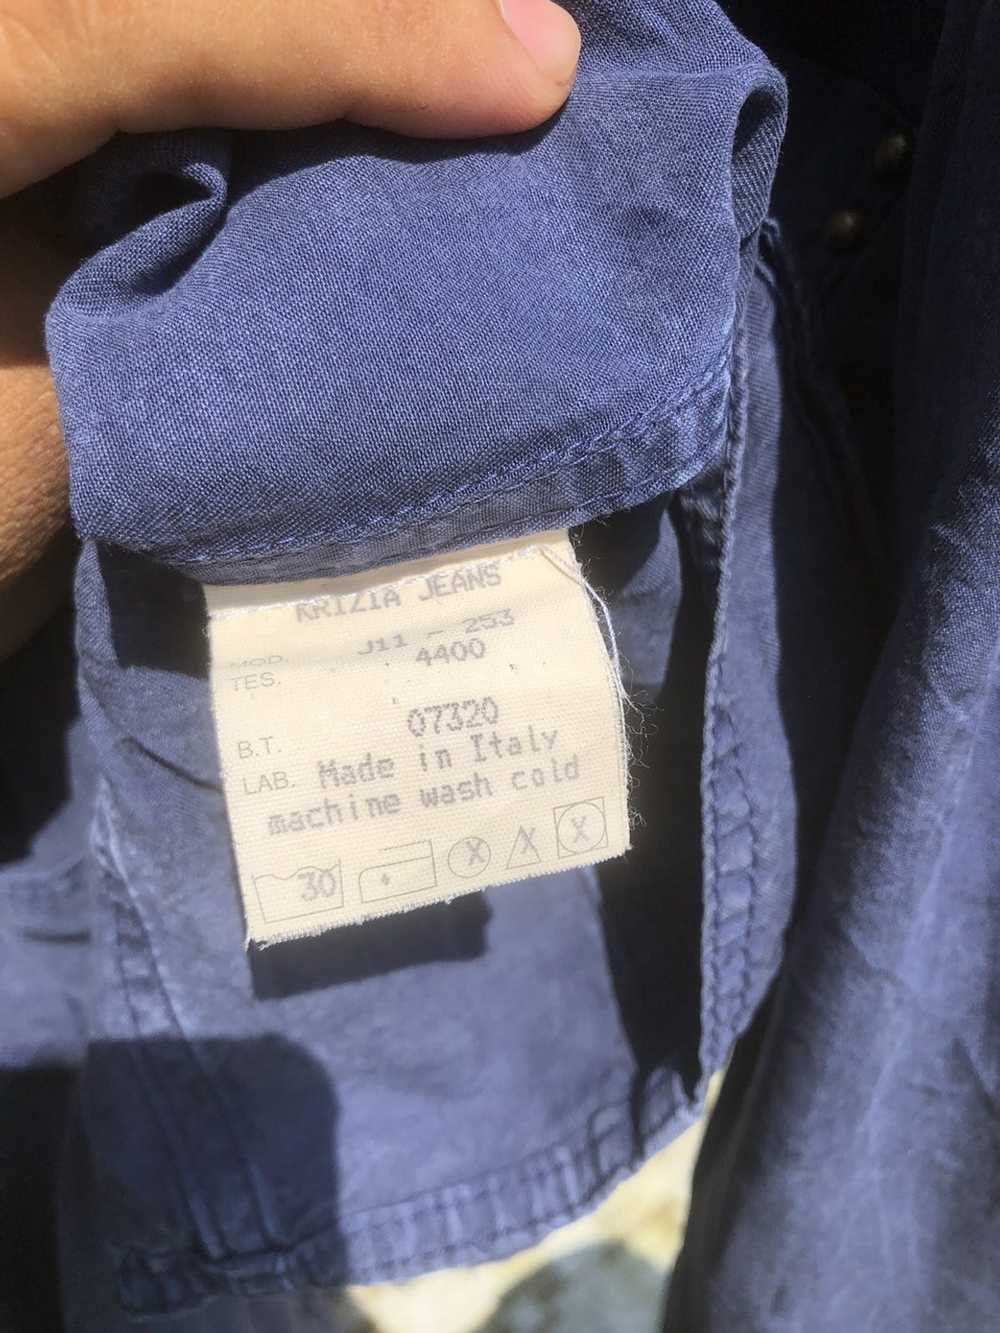 KRIZIA JEANS
MOD. J11 - 253
TES. 4400
B.T. 07320
LAB. Made in Italy
machine wash cold
30 X X X